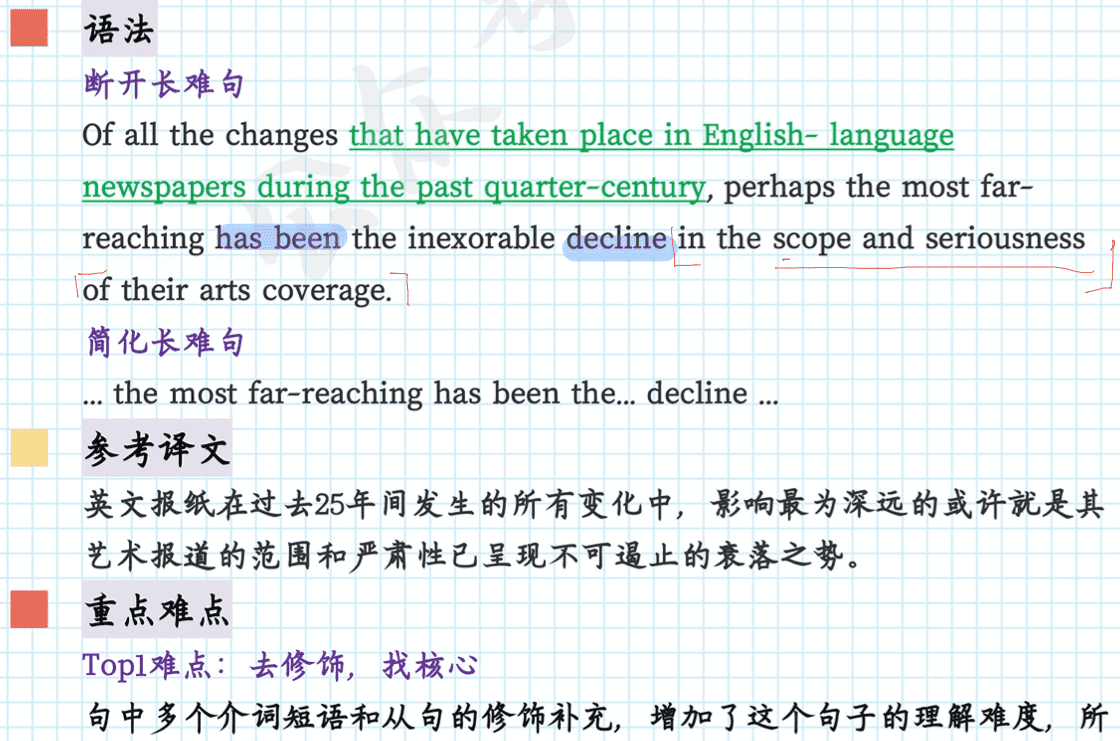 语法
断开长难句
Of all the changes that have taken place in English- language
newspapers during the past quarter-century, perhaps the most far-
reaching has been the inexorable decline in the scope and seriousness
of their arts coverage.
简化长难句
... the most far-reaching has been the... decline ...
参考译文
英文报纸在过去25年间发生的所有变化中，影响最为深远的或许就是其
艺术报道的范围和严肃性已呈现不可遏止的衰落之势。
重点难点
Top1难点：去修饰，找核心
句中多个介词短语和从句的修饰补充，增加了这个句子的理解难度，所